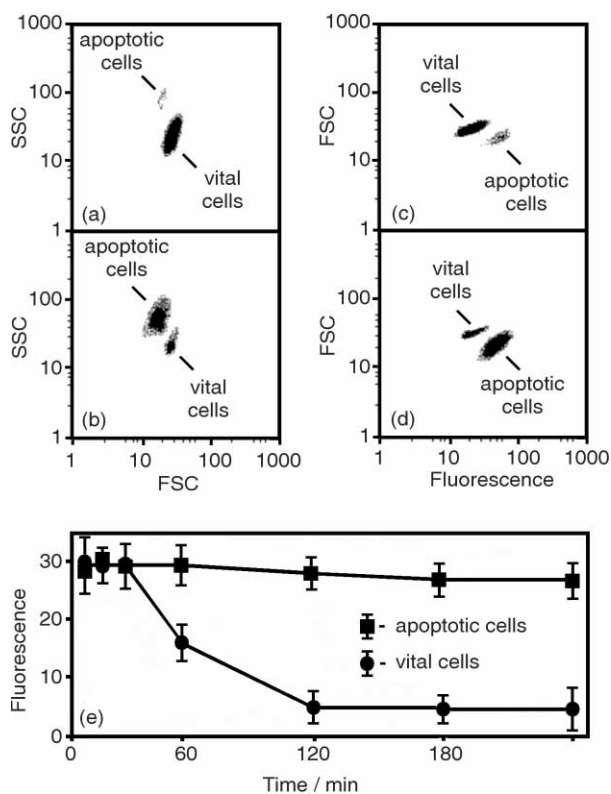 1000
SSC
100
10
1
apoptotic
cells
vital
cells
(a)
1000
FSC
100
10
1
vital
cells
apoptotic
cells
(c)
SSC
100
10
1
apoptotic
cells
vital
cells
(b)
1 10 100 1000
FSC
FSC
100
10
1
vital
cells
apoptotic
cells
(d)
1 10 100 1000
Fluorescence
Fluorescence
30
20
10
0
(e)
- apoptotic cells
- vital cells
0 60 120 180
Time / min